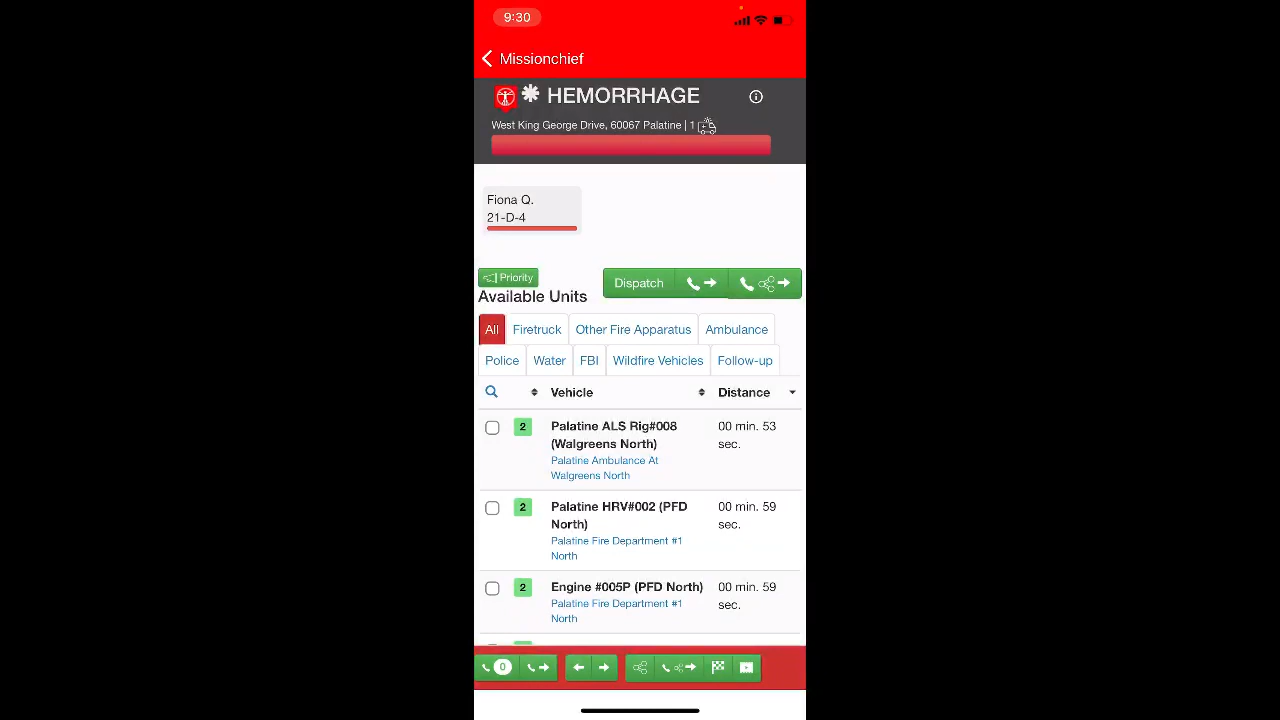 9:30
Missionchief
HEMORRHAGE
West King George Drive, 60067 Palatine | 1
Fiona Q.
21-D-4
Priority
Available Units
Dispatch
All Firetruck Other Fire Apparatus Ambulance
Police Water FBI Wildfire Vehicles Follow-up
Vehicle Distance
2 Palatine ALS Rig#008 00 min. 53
(Walgreens North) sec.
Palatine Ambulance At
Walgreens North
2 Palatine HRV#002 (PFD 00 min. 59
North) sec.
Palatine Fire Department #1
North
2 Engine #005P (PFD North) 00 min. 59
sec.
Palatine Fire Department #1
North
0